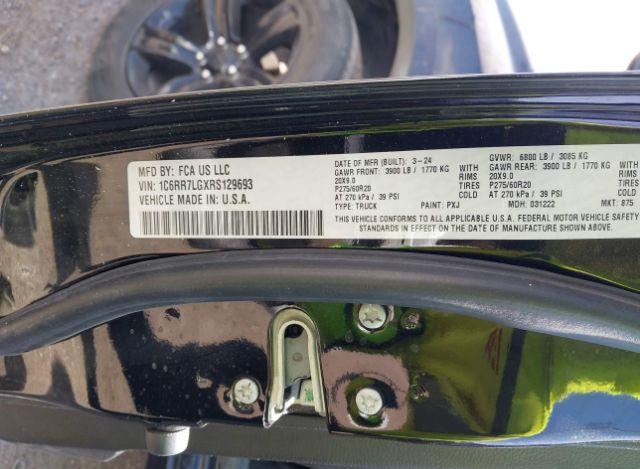 MFD BY: FCA US LLC
VIN: 1C6RR7LGXRS129693
VEHICLE MADE IN: U.S.A.
DATE OF MFR (BUILT): 3-24
GAWR FRONT: 3900 LB / 1770 KG WITH
20X9.0 RIMS
P275/60R20 TIRES
COLD AT 270 kPa / 39 PSI
TYPE: TRUCK PAINT: PXJ MDH: 031222 MKT: 875
GVWR: 6800 LB / 3085 KG
GAWR REAR: 3900 LB / 1770 KG WITH
20X9.0 RIMS
P275/60R20 TIRES
AT 270 kPa / 39 PSI COLD
THIS VEHICLE CONFORMS TO ALL APPLICABLE U.S.A. FEDERAL MOTOR VEHICLE SAFETY
STANDARDS IN EFFECT ON THE DATE OF MANUFACTURE SHOWN ABOVE.